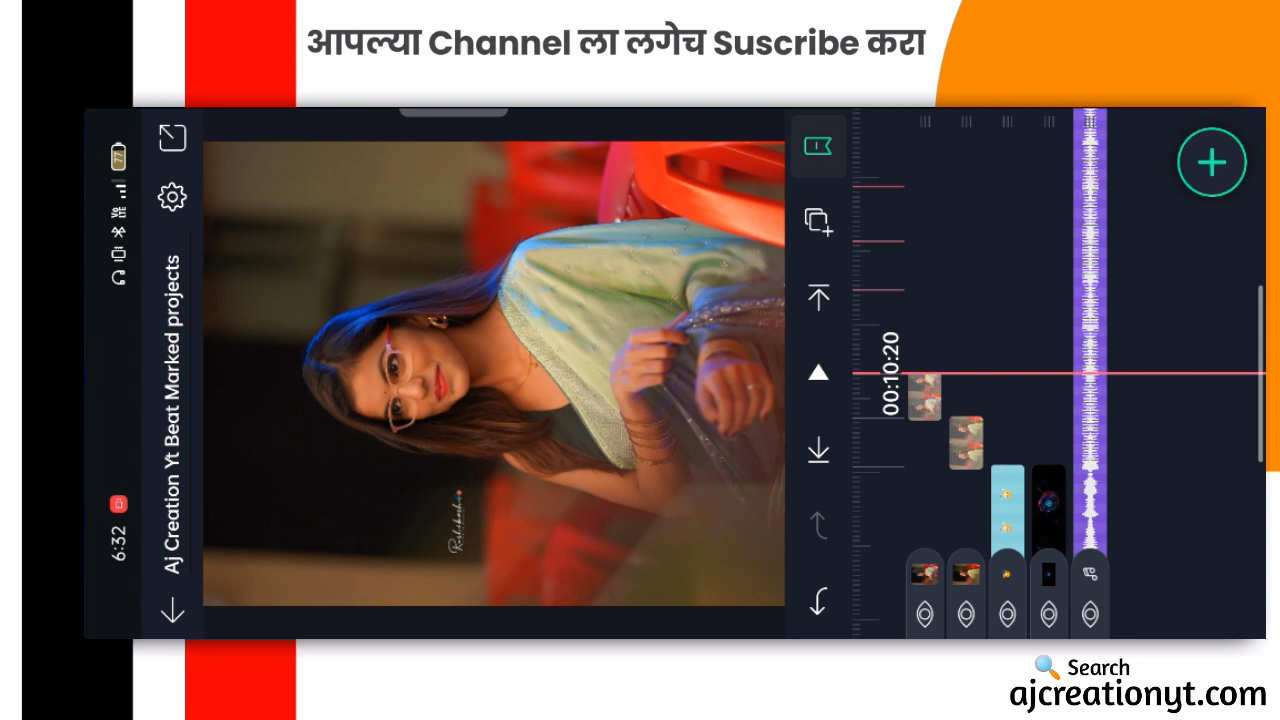 आपल्या Channel ला लगेच Suscribe करा
6:32
77
Aj Creation Yt Beat Marked projects
00:10:20
Search
ajcreationyt.com